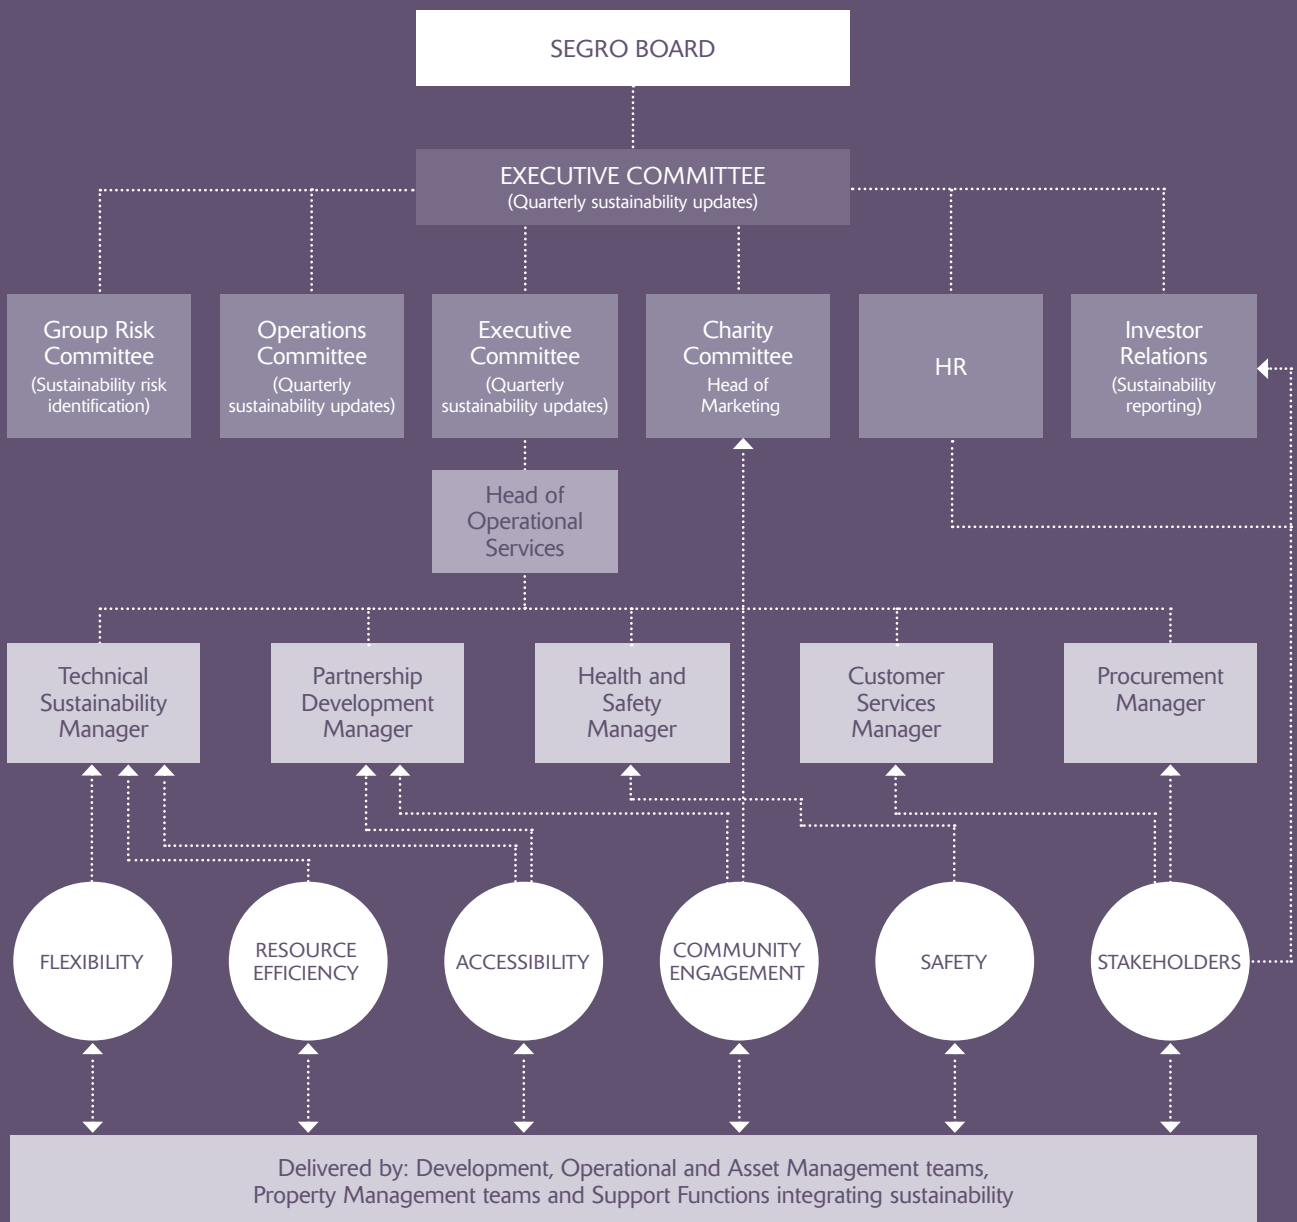 SEGRO BOARD
EXECUTIVE COMMITTEE
(Quarterly sustainability updates)
Group Risk
Committee
(Sustainability risk
identification)
Operations
Committee
(Quarterly
sustainability updates)
Executive
Committee
(Quarterly
sustainability updates)
Charity
Committee
Head of
Marketing
HR
Investor
Relations
(Sustainability
reporting)
Head of
Operational
Services
Technical
Sustainability
Manager
Partnership
Development
Manager
Health and
Safety
Manager
Customer
Services
Manager
Procurement
Manager
FLEXIBILITY
RESOURCE
EFFICIENCY
ACCESSIBILITY
COMMUNITY
ENGAGEMENT
SAFETY
STAKEHOLDERS
Delivered by: Development, Operational and Asset Management teams,
Property Management teams and Support Functions integrating sustainability